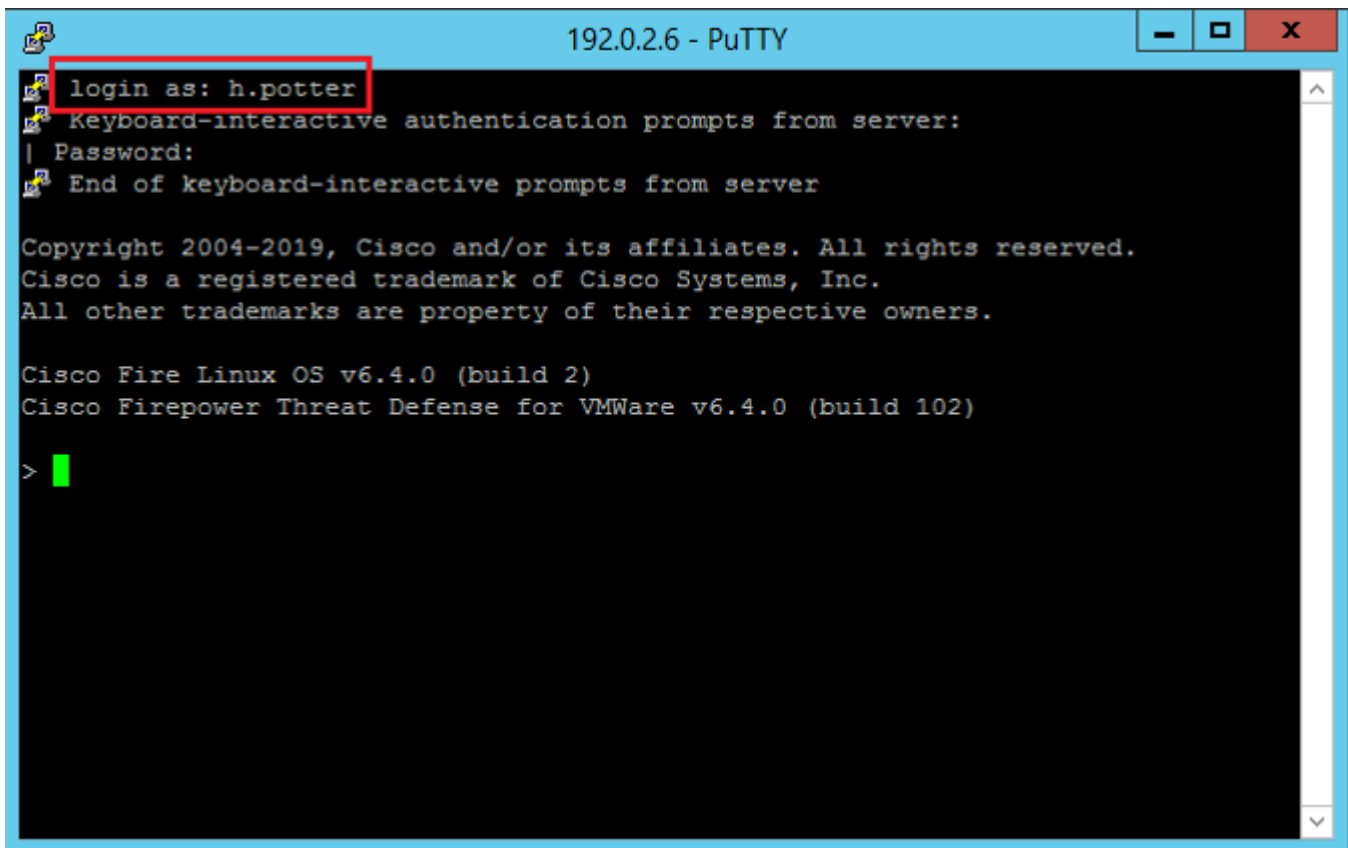 192.0.2.6 - PuTTY
login as: h.potter
Keyboard-interactive authentication prompts from server:
| Password:
End of keyboard-interactive prompts from server
Copyright 2004-2019, Cisco and/or its affiliates. All rights reserved.
Cisco is a registered trademark of Cisco Systems, Inc.
All other trademarks are property of their respective owners.
Cisco Fire Linux OS v6.4.0 (build 2)
Cisco Firepower Threat Defense for VMWare v6.4.0 (build 102)
>